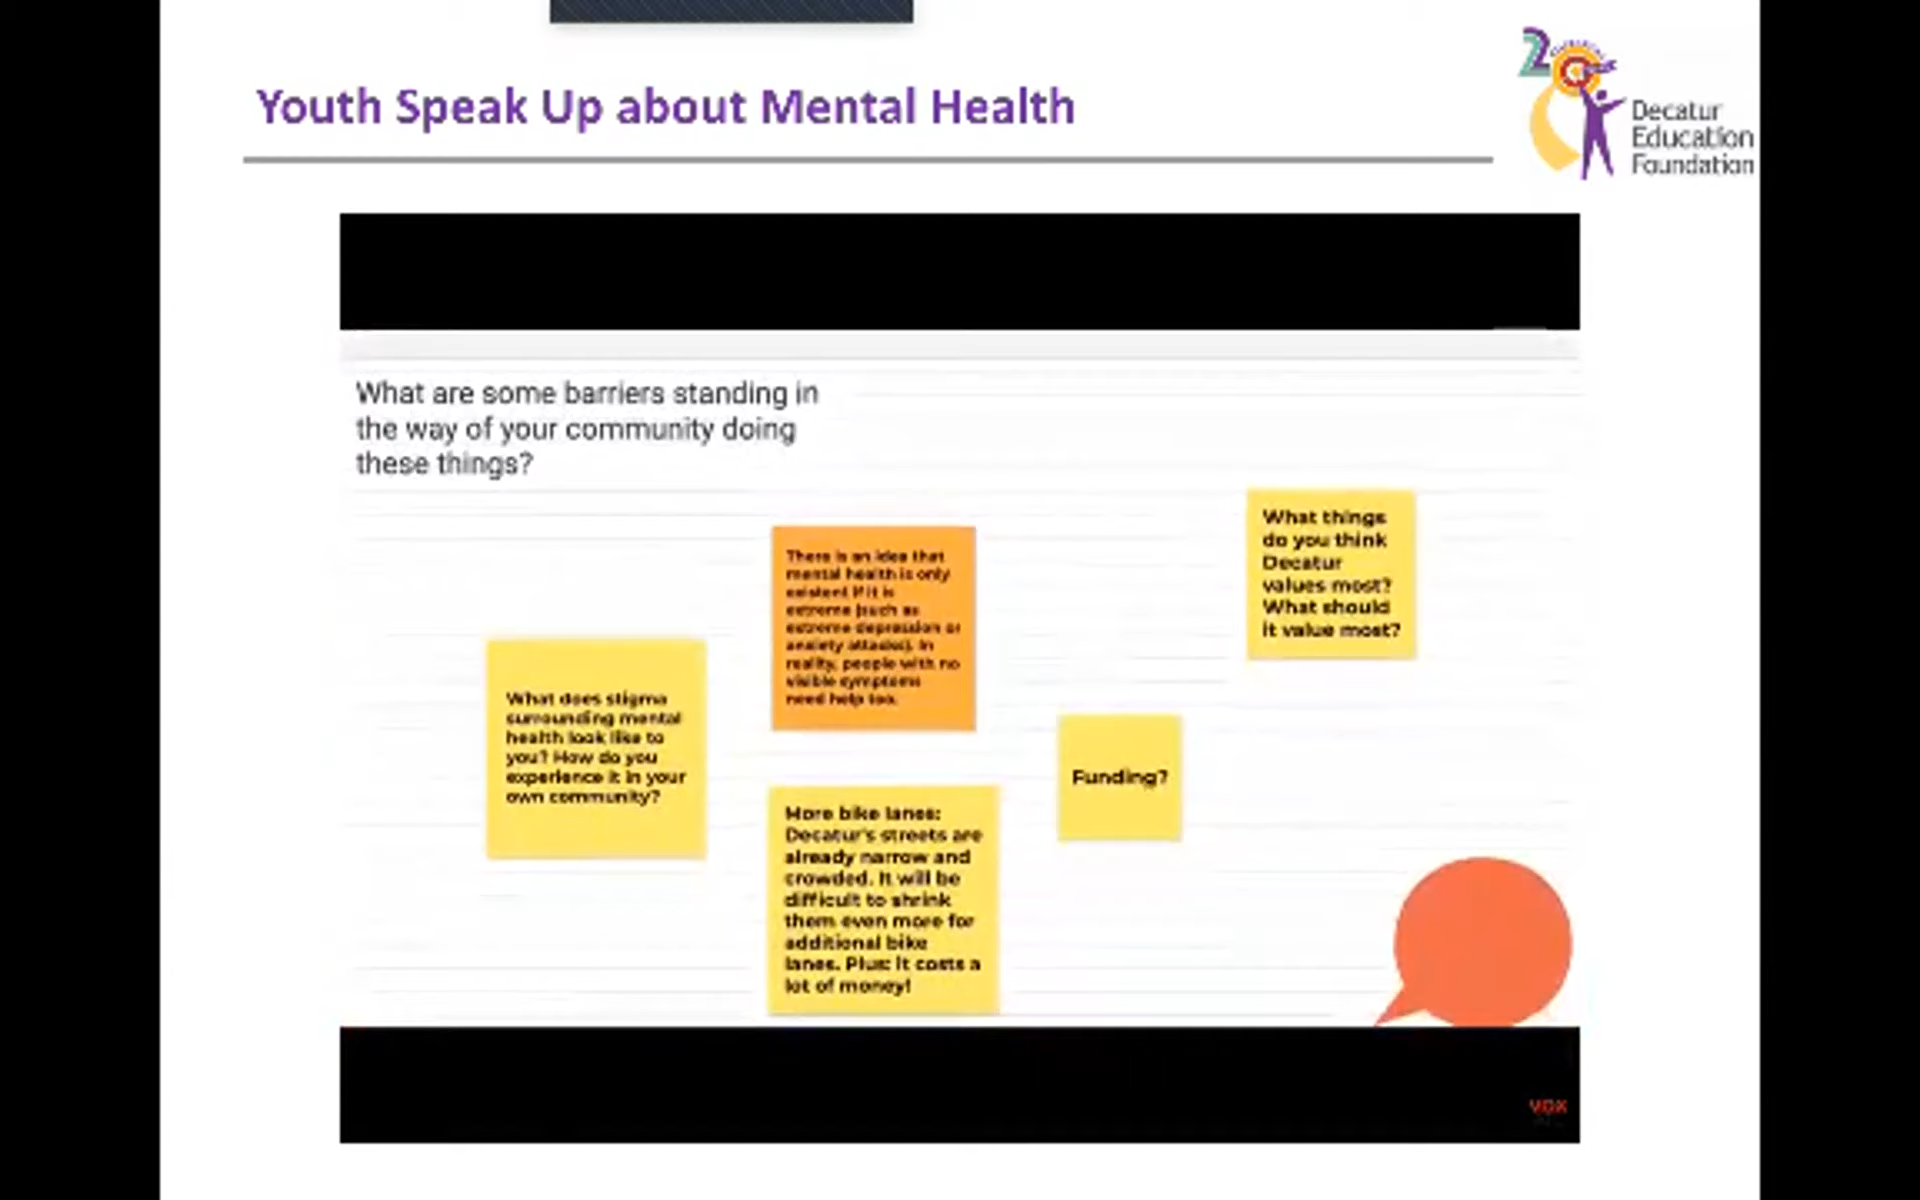 Youth Speak Up about Mental Health
20
Decatur
Education
Foundation
What are some barriers standing in
the way of your community doing
these things?
What things
do you think
Decatur
values most?
What should
it value most?
There is an idea that
mental health is only
existent if it is
extreme (such as
extreme depression or
anxiety attacks). In
reality, people with no
visible symptoms
need help too.
What does stigma
surrounding mental
health look like to
you? How do you
experience it in your
own community?
Funding?
More bike lanes:
Decatur's streets are
already narrow and
crowded. It will be
difficult to shrink
them even more for
additional bike
lanes. Plus: it costs a
lot of money!
VOX